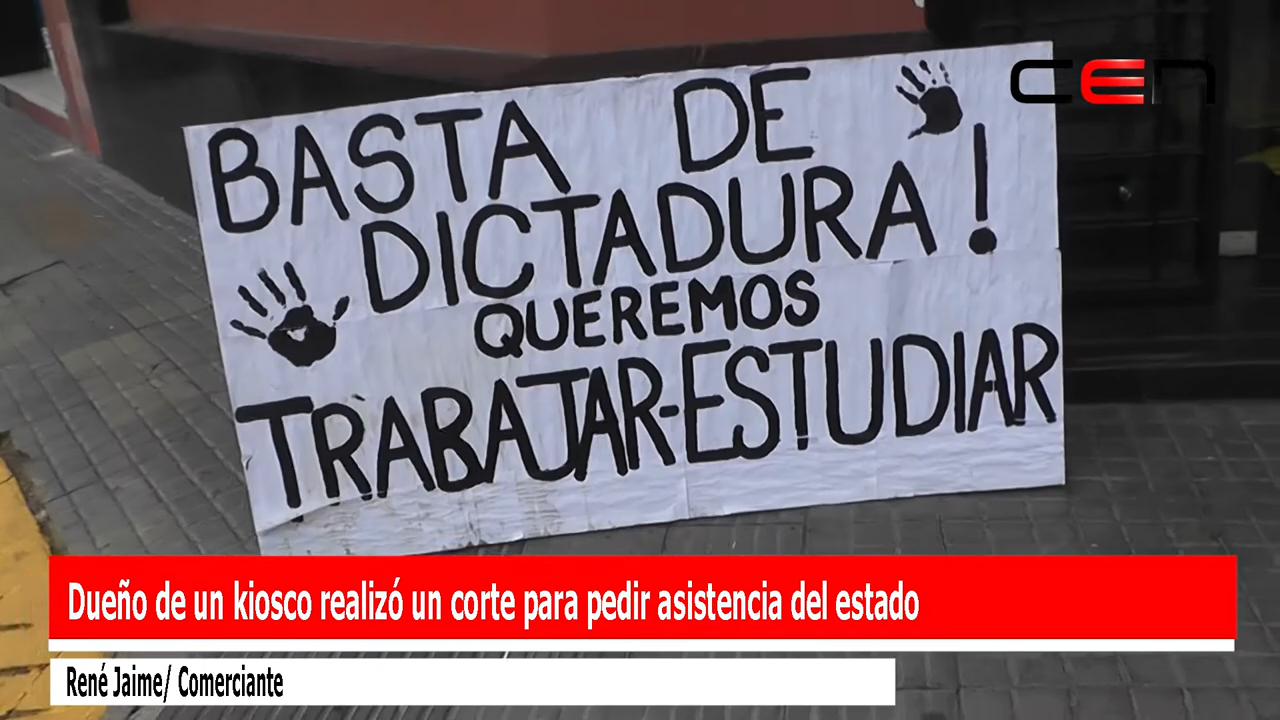 cen
BASTA DE
DICTADURA!
QUEREMOS
TRABAJAR-ESTUDIAR
Dueño de un kiosco realizó un corte para pedir asistencia del estado
René Jaime/ Comerciante